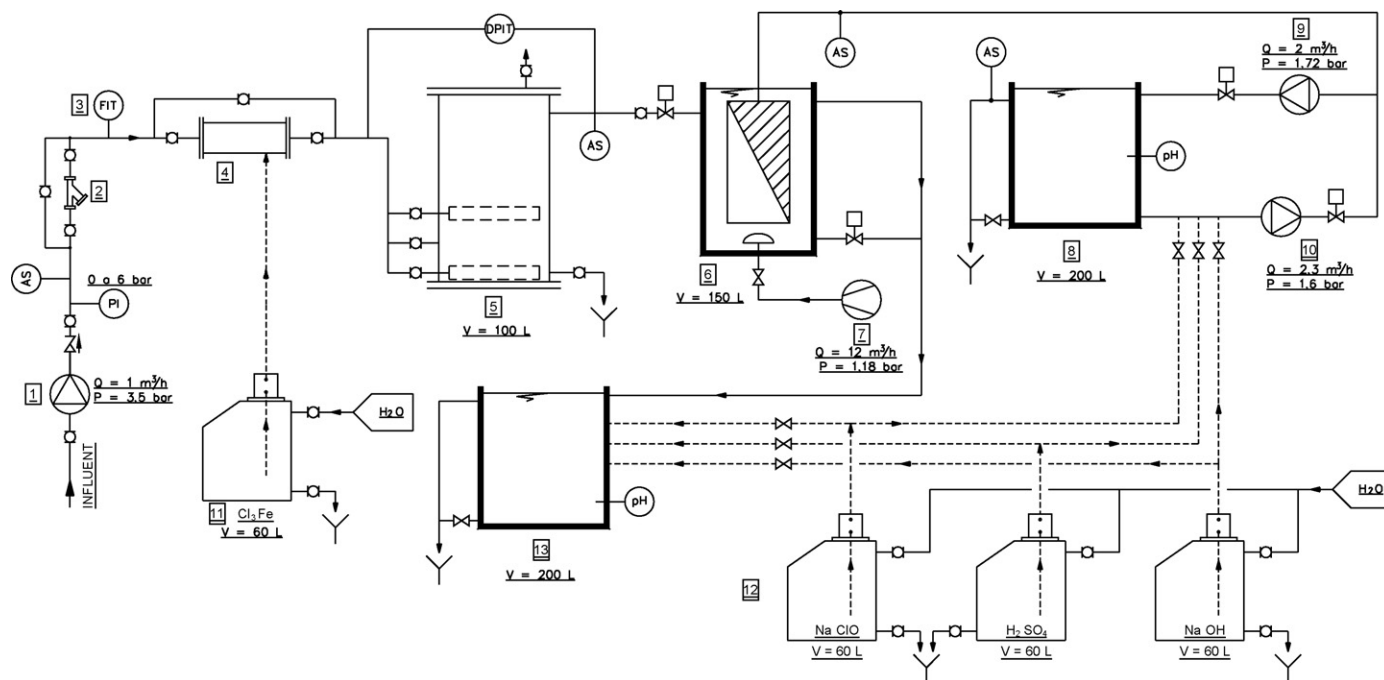 DPIT
AS
AS
9
Q = 2 m³/h
P = 1.72 bar
3
FIT
AS
4
pH
2
AS
0 a 6 bar
PI
5
V = 100 L
6
V = 150 L
8
V = 200 L
10
Q = 2.3 m³/h
P = 1.6 bar
7
Q = 12 m³/h
P = 1.18 bar
1
Q = 1 m³/h
P = 3.5 bar
INFLUENT
H₂O
11
Cl₃Fe
V = 60 L
pH
13
V = 200 L
H₂O
12
Na ClO
V = 60 L
H₂ SO₄
V = 60 L
Na OH
V = 60 L